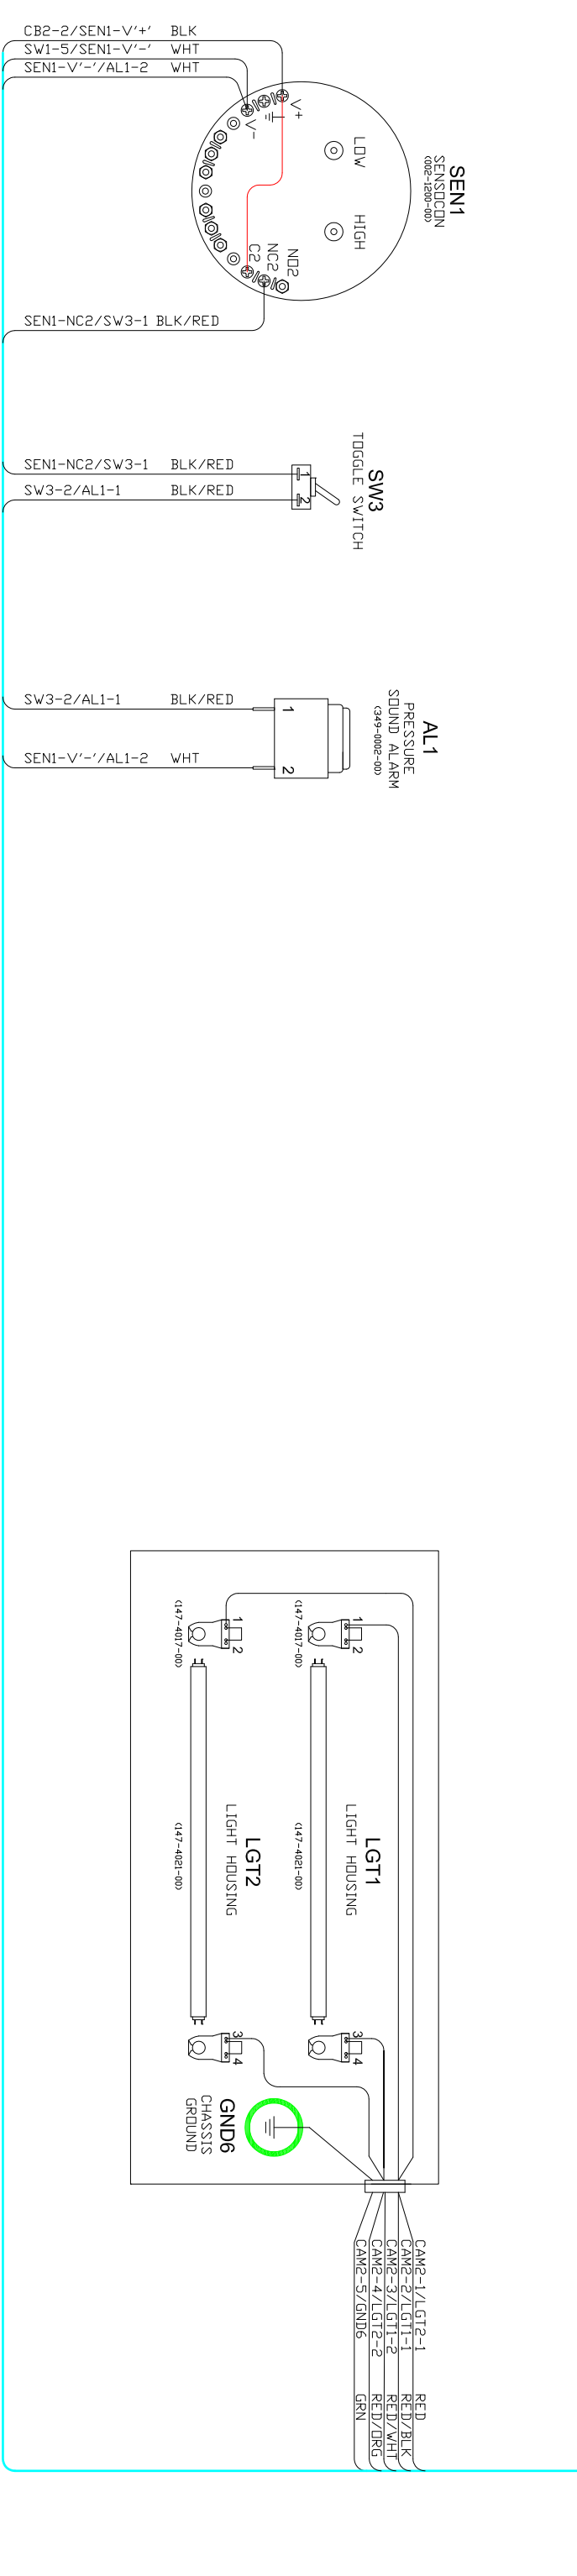 CB2-2/SEN1-V'+' BLK
SW1-5/SEN1-V'-' WHT
SEN1-V'-'/AL1-2 WHT
V+
V-
LOW
HIGH
SEN1
SENSOCON
(002-1200-00)
NO2
NC2
C2
SEN1-NC2/SW3-1 BLK/RED
SEN1-NC2/SW3-1 BLK/RED
SW3-2/AL1-1 BLK/RED
1
2
SW3
TOGGLE SWITCH
SW3-2/AL1-1 BLK/RED
SEN1-V'-'/AL1-2 WHT
1
2
AL1
PRESSURE
SOUND ALARM
(349-0002-00)
1
2
(147-4017-00)
1
2
(147-4017-00)
LGT1
LIGHT HOUSING
(147-4021-00)
LGT2
LIGHT HOUSING
(147-4021-00)
3
4
3
4
GND6
CHASSIS
GROUND
CAM2-1/LGT2-1 RED
CAM2-2/LGT1-1 RED/BLK
CAM2-3/LGT1-2 RED/WHT
CAM2-4/LGT2-2 RED/ORG
CAM2-5/GND6 GRN